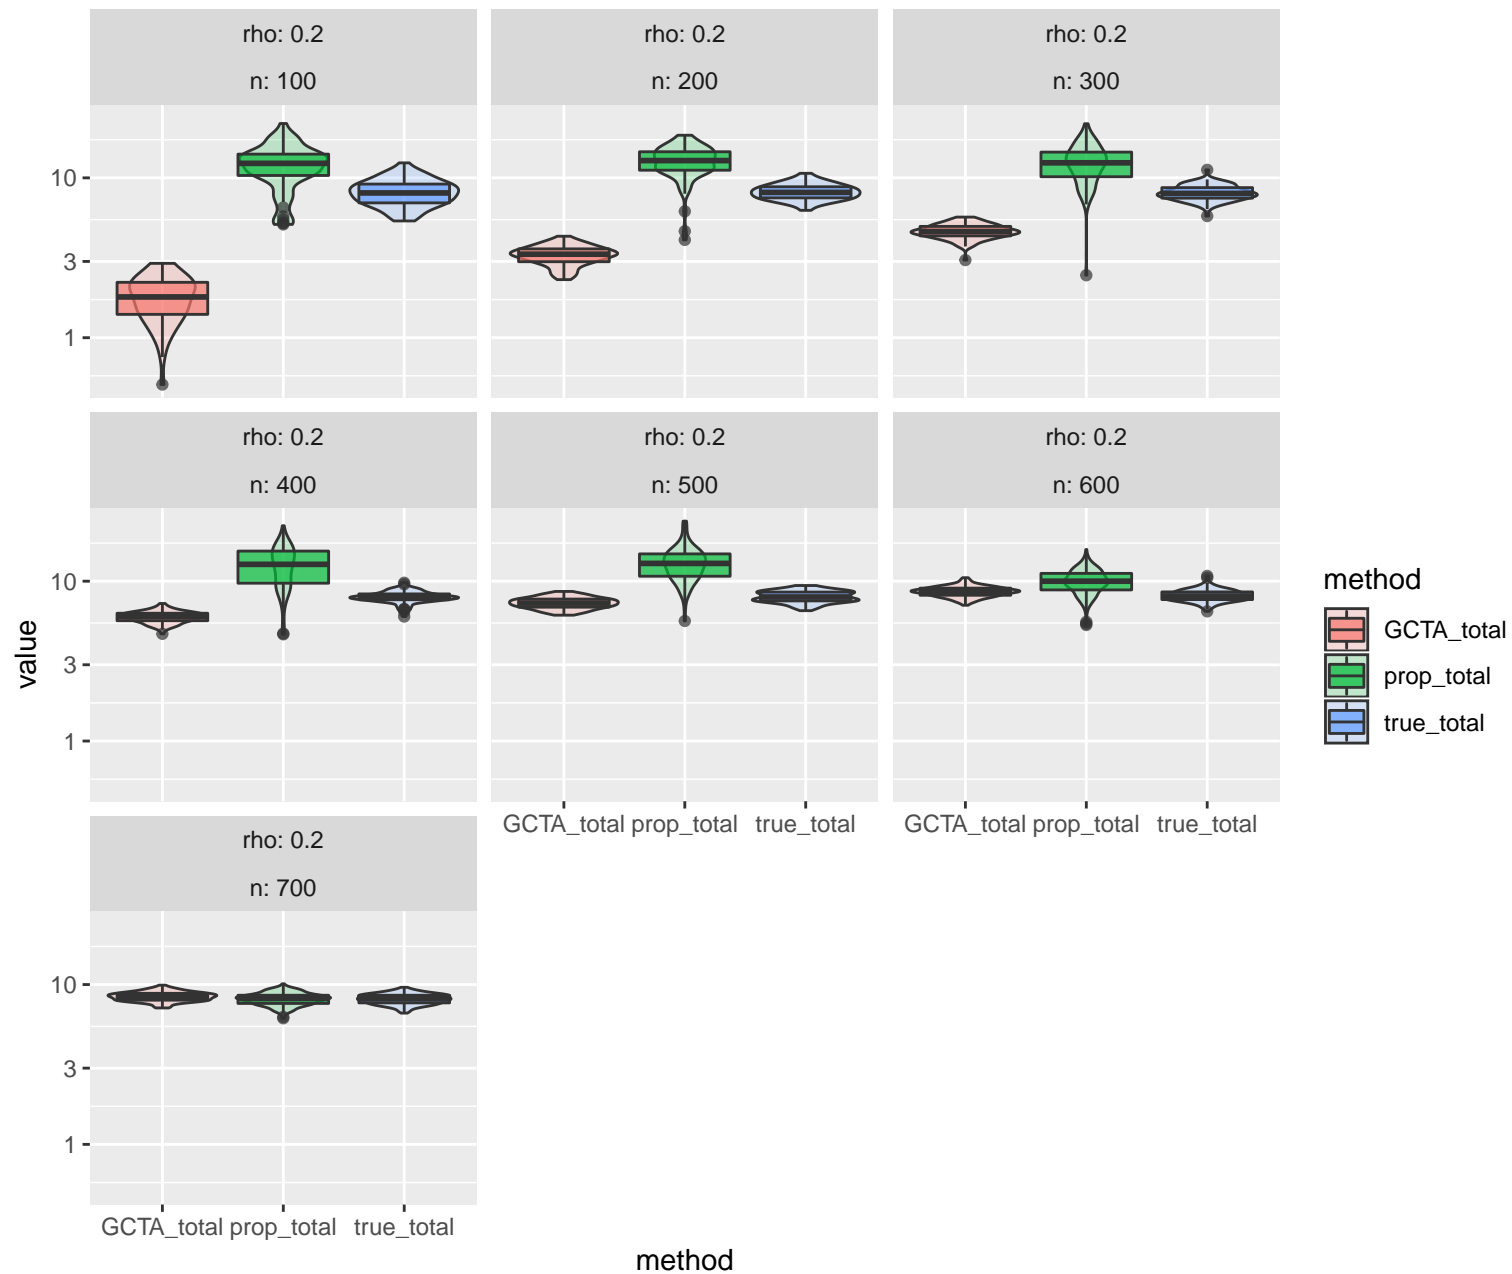 rho: 0.2
n: 100
rho: 0.2
n: 200
rho: 0.2
n: 300
10
3
1
rho: 0.2
n: 400
rho: 0.2
n: 500
rho: 0.2
n: 600
10
3
1
GCTA_total prop_total true_total
GCTA_total prop_total true_total
rho: 0.2
n: 700
10
3
1
GCTA_total prop_total true_total
method
value
method
GCTA_total
prop_total
true_total